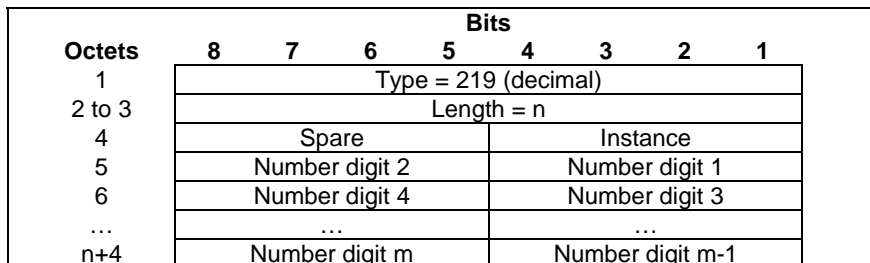 Bits
Octets 8 7 6 5 4 3 2 1
1 Type = 219 (decimal)
2 to 3 Length = n
4 Spare Instance
5 Number digit 2 Number digit 1
6 Number digit 4 Number digit 3
… … …
n+4 Number digit m Number digit m-1